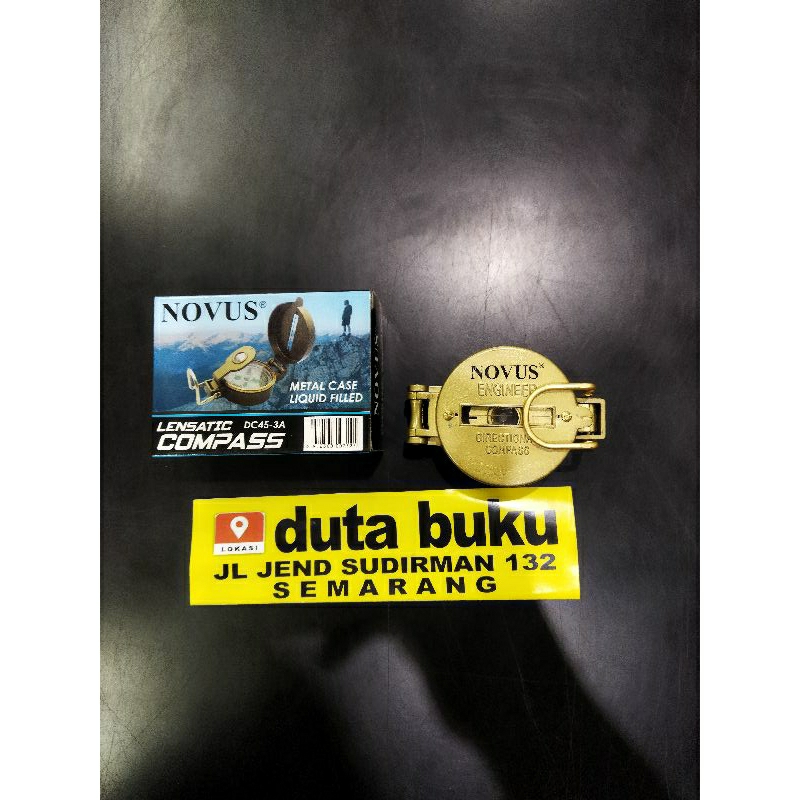 NOVUS®
METAL CASE
LIQUID FILLED
LENSATIC DC45-3A
COMPASS
NOVUS
NOVUS®
ENGINEER
DIRECTIONAL
COMPASS
duta buku
LOKASI
JL JEND SUDIRMAN 132
SEMARANG